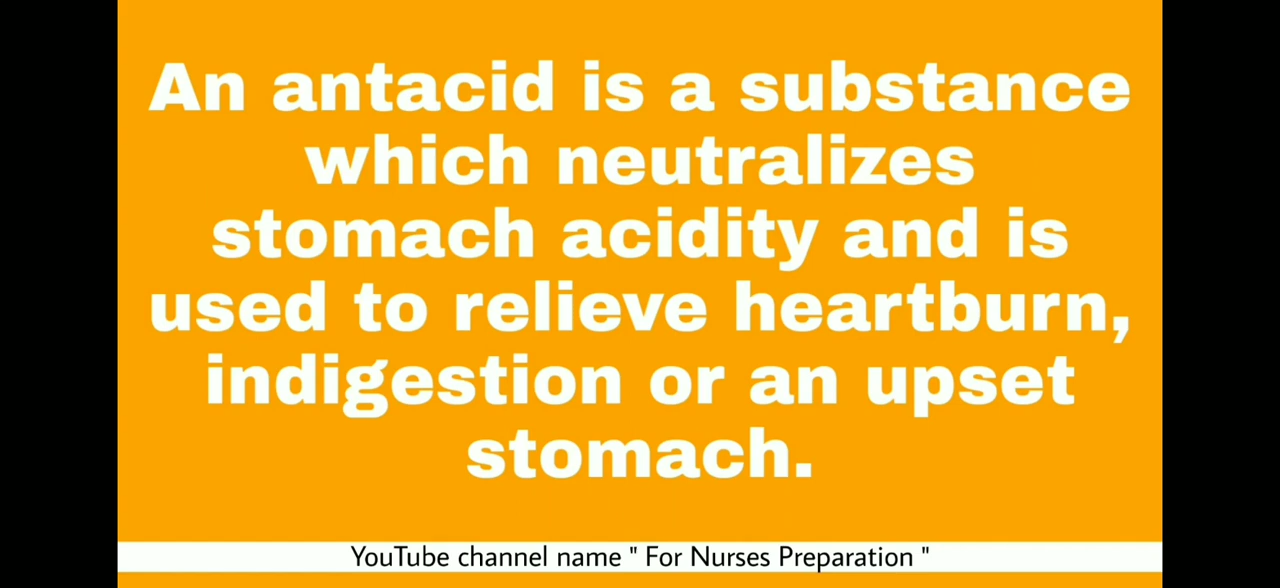 An antacid is a substance
which neutralizes
stomach acidity and is
used to relieve heartburn,
indigestion or an upset
stomach.
YouTube channel name " For Nurses Preparation "